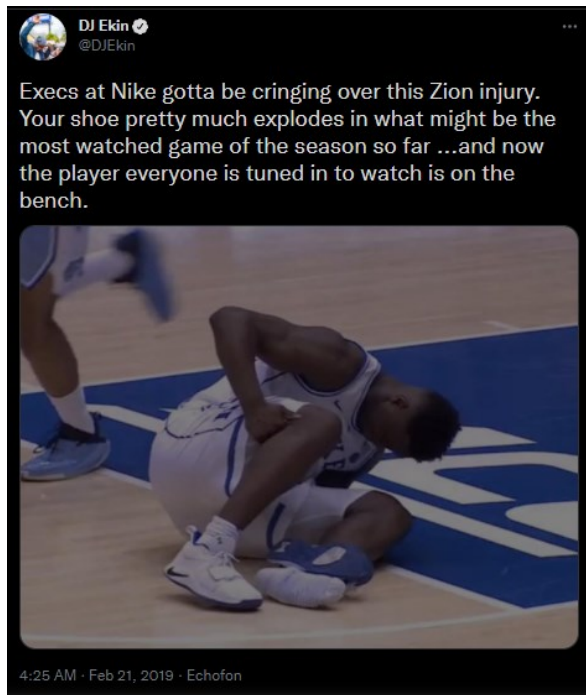 DJ Ekin
@DJEkin
Execs at Nike gotta be cringing over this Zion injury.
Your shoe pretty much explodes in what might be the
most watched game of the season so far ...and now
the player everyone is tuned in to watch is on the
bench.
4:25 AM · Feb 21, 2019 · Echofon